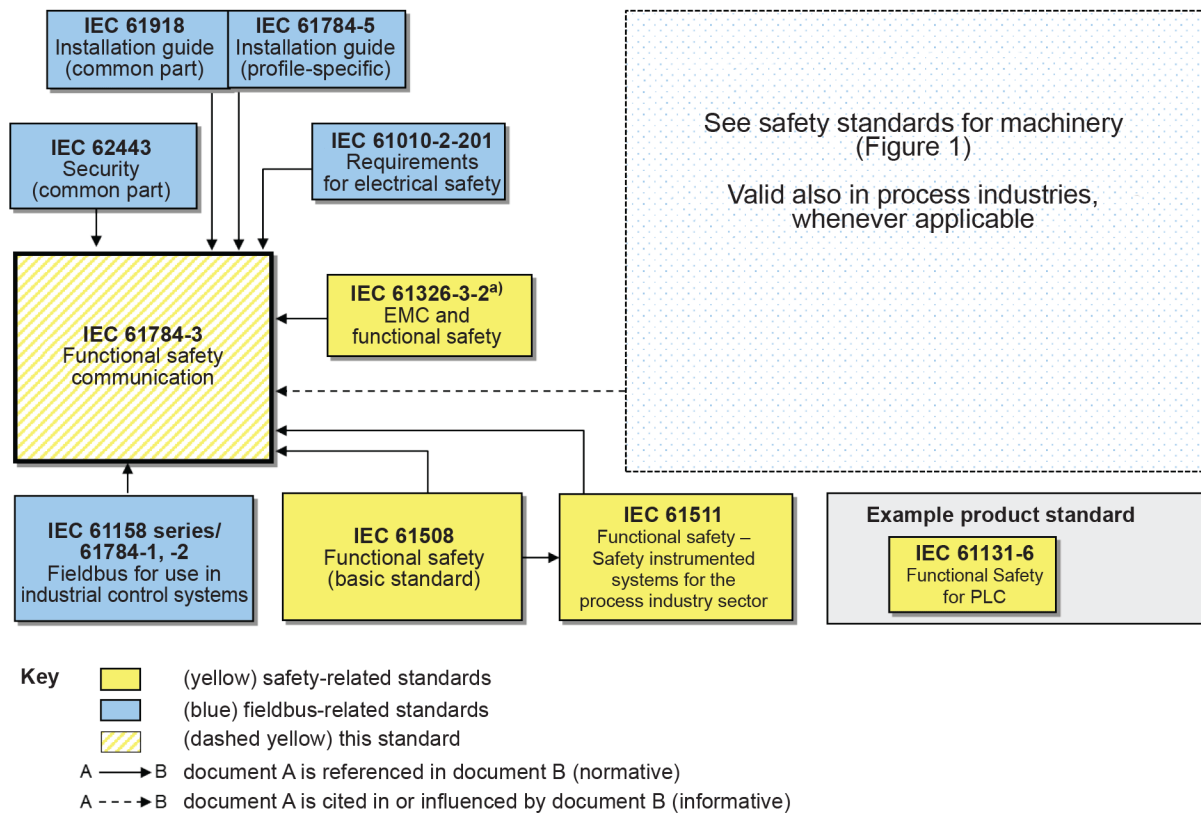 IEC 61918
Installation guide
(common part)
IEC 61784-5
Installation guide
(profile-specific)
See safety standards for machinery
(Figure 1)
Valid also in process industries,
whenever applicable
IEC 62443
Security
(common part)
IEC 61010-2-201
Requirements
for electrical safety
IEC 61784-3
Functional safety
communication
IEC 61326-3-2a)
EMC and
functional safety
IEC 61158 series/
61784-1, -2
Fieldbus for use in
industrial control systems
IEC 61508
Functional safety
(basic standard)
IEC 61511
Functional safety –
Safety instrumented
systems for the
process industry sector
Example product standard
IEC 61131-6
Functional Safety
for PLC
Key
(yellow) safety-related standards
(blue) fieldbus-related standards
(dashed yellow) this standard
A B document A is referenced in document B (normative)
A B document A is cited in or influenced by document B (informative)